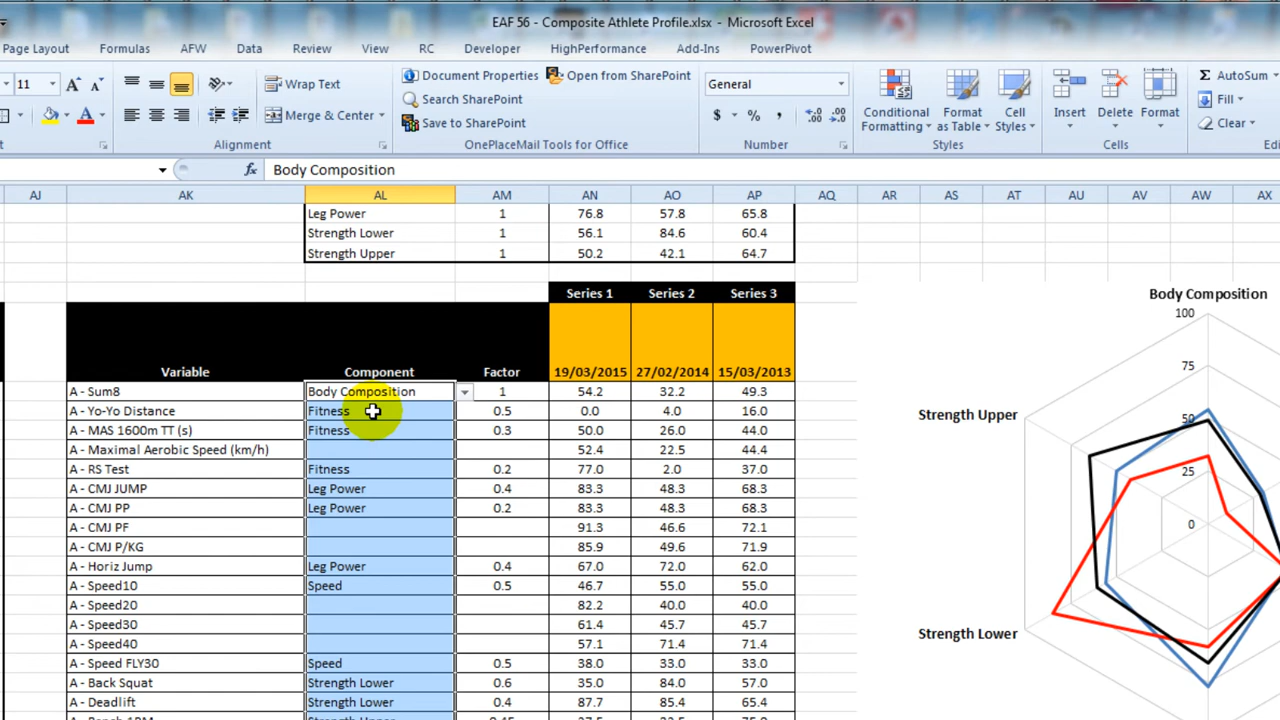 EAF 56 - Composite Athlete Profile.xlsx - Microsoft Excel
Page Layout Formulas AFW Data Review View RC Developer HighPerformance Add-Ins PowerPivot
11 A A Wrap Text Document Properties Open from SharePoint General AutoSum
Search SharePoint Fill
A Merge & Center Save to SharePoint $ % , Conditional Formatting Format as Table Cell Styles Insert Delete Format Clear
Alignment OnePlaceMail Tools for Office Number Styles Cells
fx Body Composition
AJ AK AL AM AN AO AP AQ AR AS AT AU AV AW AX
Leg Power 1 76.8 57.8 65.8
Strength Lower 1 56.1 84.6 60.4
Strength Upper 1 50.2 42.1 64.7
Series 1 Series 2 Series 3
Variable Component Factor 19/03/2015 27/02/2014 15/03/2013
A - Sum8 Body Composition 1 54.2 32.2 49.3
A - Yo-Yo Distance Fitness 0.5 0.0 4.0 16.0
A - MAS 1600m TT (s) Fitness 50.0 26.0 44.0
A - Maximal Aerobic Speed (km/h) 52.4 22.5 44.4
A - RS Test Fitness 0.2 77.0 2.0 37.0
A - CMJ JUMP Leg Power 0.4 83.3 48.3 68.3
A - CMJ PP Leg Power 0.2 83.3 48.3 68.3
A - CMJ PF 91.3 46.6 72.1
A - CMJ P/KG 85.9 49.6 71.9
A - Horiz Jump Leg Power 0.4 67.0 72.0 62.0
A - Speed10 Speed 0.5 46.7 55.0 55.0
A - Speed20 82.2 40.0 40.0
A - Speed30 61.4 45.7 45.7
A - Speed40 57.1 71.4 71.4
A - Speed FLY30 Speed 0.5 38.0 33.0 33.0
A - Back Squat Strength Lower 0.6 35.0 84.0 57.0
A - Deadlift Strength Lower 0.4 87.7 85.4 65.4
Body Composition
100
75
50
25
0
Strength Upper
Strength Lower